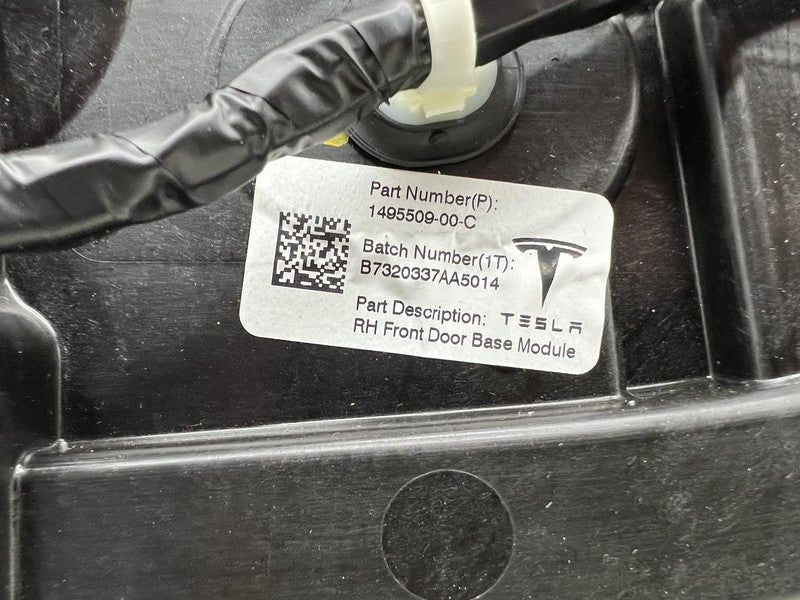 Part Number(P):
1495509-00-C
Batch Number(1T):
B7320337AA5014
Part Description: TESLA
RH Front Door Base Module